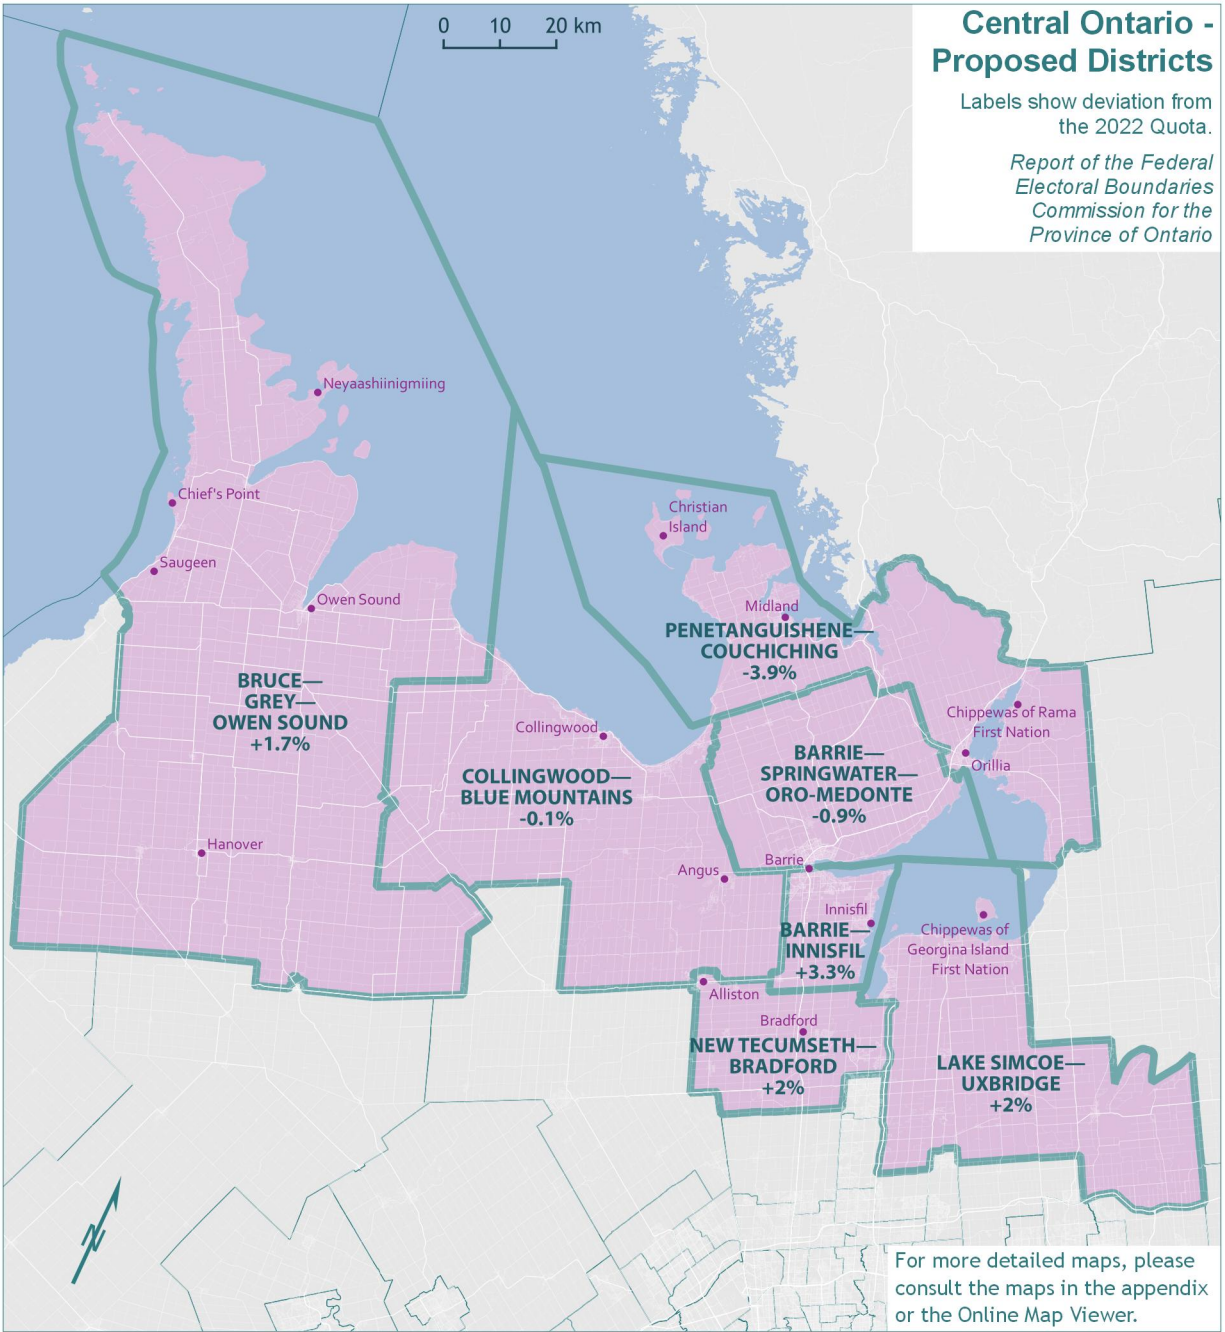 0 10 20 km
Central Ontario -
Proposed Districts
Labels show deviation from
the 2022 Quota.
Report of the Federal
Electoral Boundaries
Commission for the
Province of Ontario
Neyaashiinigmiing
Chief's Point
Saugeen
Owen Sound
Christian
Island
Midland
PENETANGUISHENE—
COUCHICHING
-3.9%
BRUCE—
GREY—
OWEN SOUND
+1.7%
Chippewas of Rama
First Nation
Orillia
Collingwood
COLLINGWOOD—
BLUE MOUNTAINS
-0.1%
BARRIE—
SPRINGWATER—
ORO-MEDONTE
-0.9%
Hanover
Angus
Barrie
Innisfil
BARRIE—
INNISFIL
+3.3%
Chippewas of
Georgina Island
First Nation
Alliston
Bradford
NEW TECUMSETH—
BRADFORD
+2%
LAKE SIMCOE—
UXBRIDGE
+2%
N
For more detailed maps, please
consult the maps in the appendix
or the Online Map Viewer.